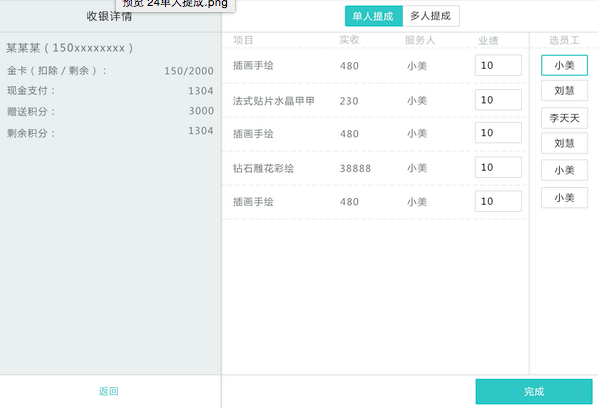 预览 24单人提成.png
收银详情
某某某（150xxxxxxxx）
金卡（扣除／剩余）： 150/2000
现金支付： 1304
赠送积分： 3000
剩余积分： 1304
返回
单人提成 多人提成
项目 实收 服务人 业绩
插画手绘 480 小美 10
法式贴片水晶甲甲 230 小美 10
插画手绘 480 小美 10
钻石雕花彩绘 38888 小美 10
插画手绘 480 小美 10
选员工
小美
刘慧
李天天
刘慧
小美
小美
完成